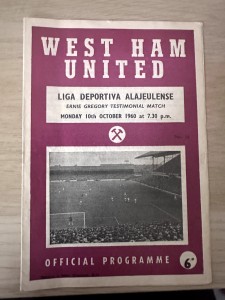 WEST HAM
UNITED
LIGA DEPORTIVA ALAJUELENSE
ERNIE GREGORY TESTIMONIAL MATCH
MONDAY 10th OCTOBER 1960 at 7.30 p.m.
OFFICIAL PROGRAMME
6D